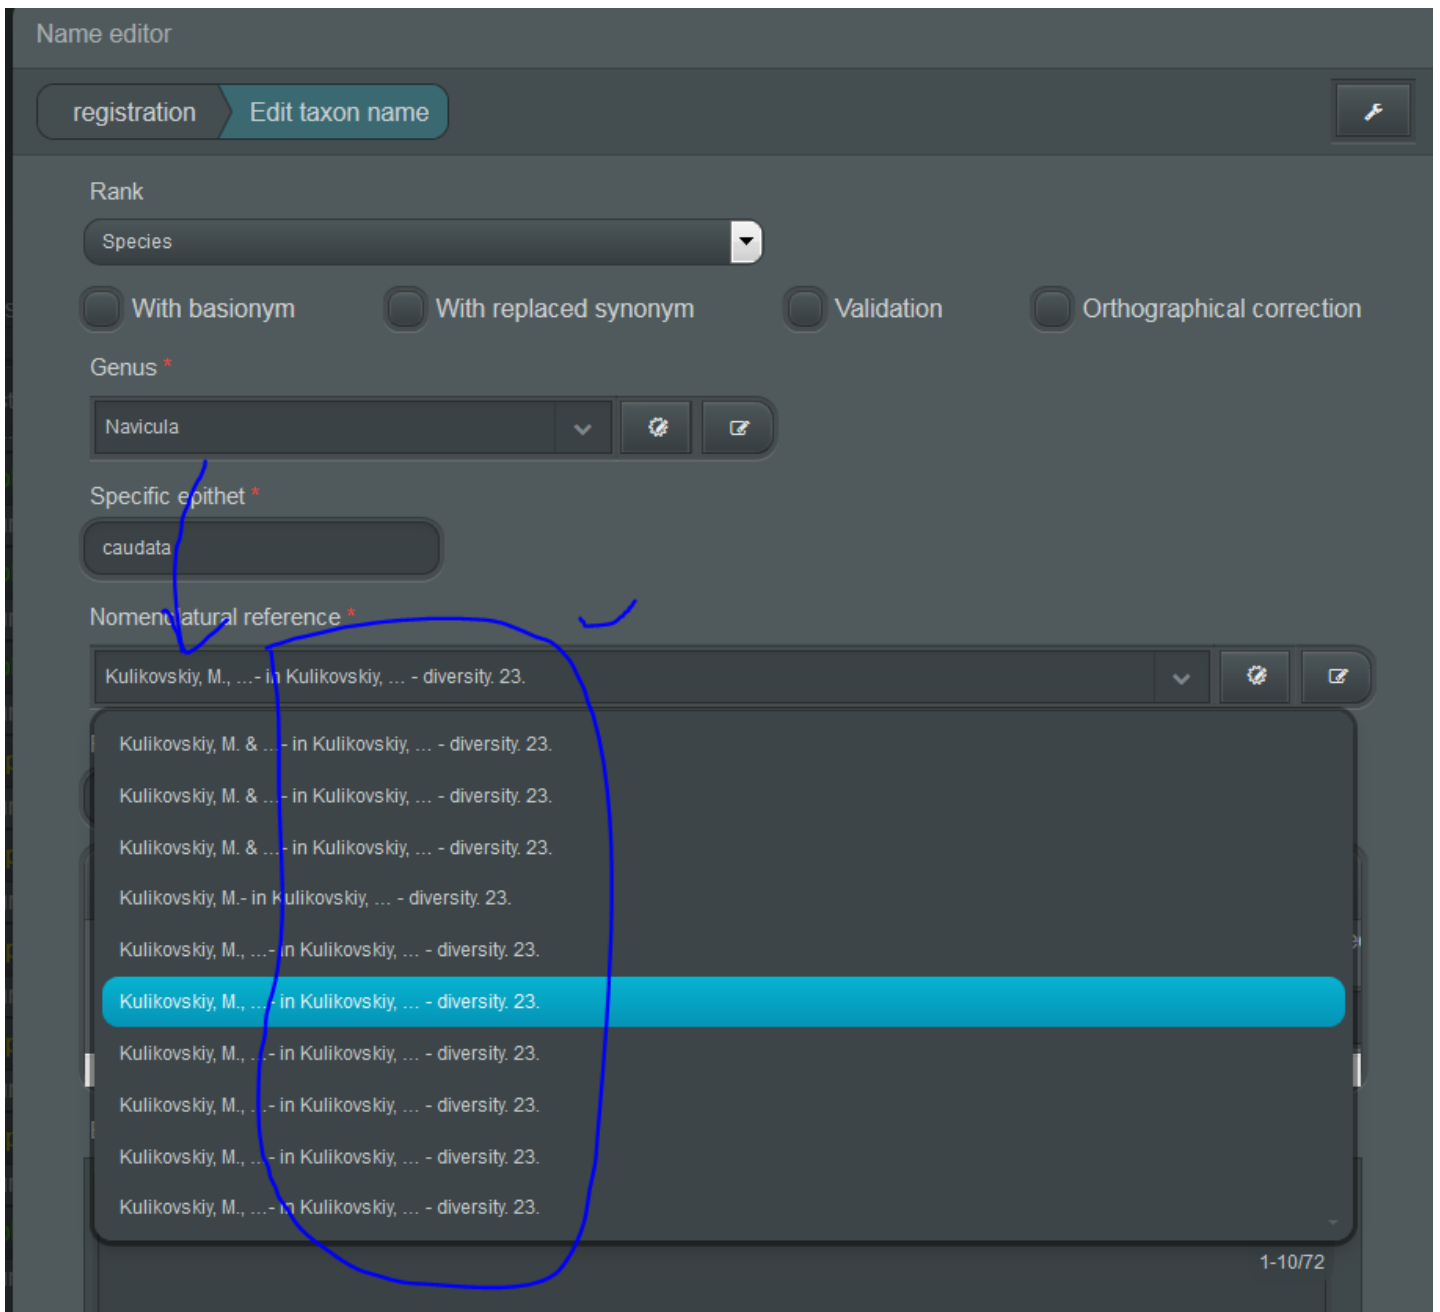 Name editor
registration Edit taxon name
Rank
Species
With basionym With replaced synonym Validation Orthographical correction
Genus *
Navicula
Specific epithet *
caudata
Nomenclatural reference *
Kulikovskiy, M., ...- in Kulikovskiy, ... - diversity. 23.
Kulikovskiy, M. & ...- in Kulikovskiy, ... - diversity. 23.
Kulikovskiy, M. & ...- in Kulikovskiy, ... - diversity. 23.
Kulikovskiy, M. & ...- in Kulikovskiy, ... - diversity. 23.
Kulikovskiy, M.- in Kulikovskiy, ... - diversity. 23.
Kulikovskiy, M., ...- in Kulikovskiy, ... - diversity. 23.
Kulikovskiy, M., ...- in Kulikovskiy, ... - diversity. 23.
Kulikovskiy, M., ...- in Kulikovskiy, ... - diversity. 23.
Kulikovskiy, M., ...- in Kulikovskiy, ... - diversity. 23.
Kulikovskiy, M., ...- in Kulikovskiy, ... - diversity. 23.
Kulikovskiy, M., ...- in Kulikovskiy, ... - diversity. 23.
1-10/72